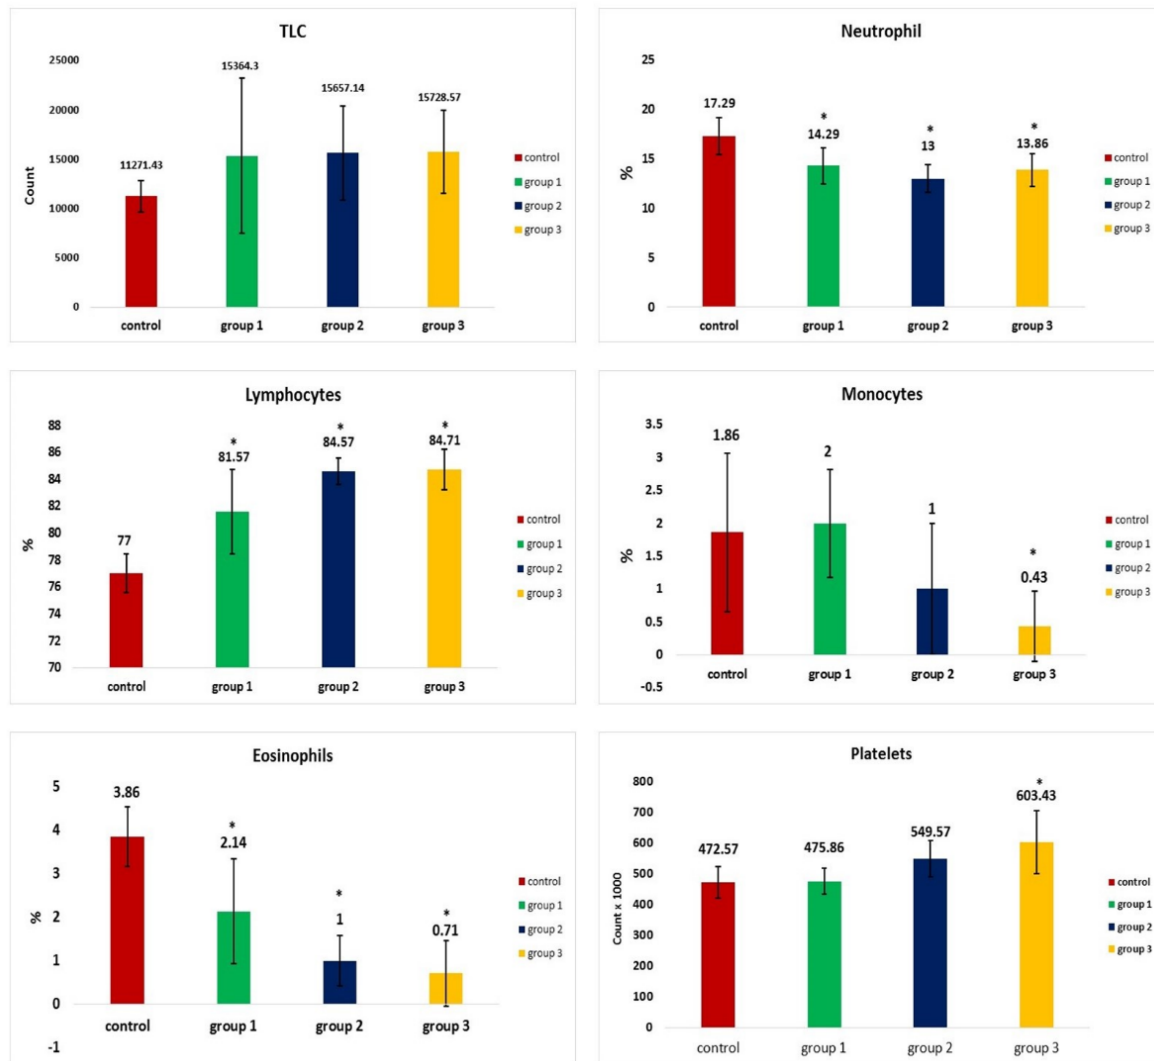 TLC
25000
20000
15000
10000
5000
0
Count
15364.3
15657.14
15728.57
11271.43
control
group 1
group 2
group 3
control
group 1
group 2
group 3
Neutrophil
25
20
15
10
5
0
%
17.29
*
14.29
*
13
*
13.86
control
group 1
group 2
group 3
control
group 1
group 2
group 3
Lymphocytes
88
86
84
82
80
78
76
74
72
70
%
77
*
81.57
*
84.57
*
84.71
control
group 1
group 2
group 3
control
group 1
group 2
group 3
Monocytes
3.5
3
2.5
2
1.5
1
0.5
0
-0.5
%
1.86
2
1
*
0.43
control
group 1
group 2
group 3
control
group 1
group 2
group 3
Eosinophils
5
4
3
2
1
0
-1
%
3.86
*
2.14
*
1
*
0.71
control
group 1
group 2
group 3
control
group 1
group 2
group 3
Platelets
800
700
600
500
400
300
200
100
0
Count x 1000
472.57
475.86
549.57
*
603.43
control
group 1
group 2
group 3
control
group 1
group 2
group 3